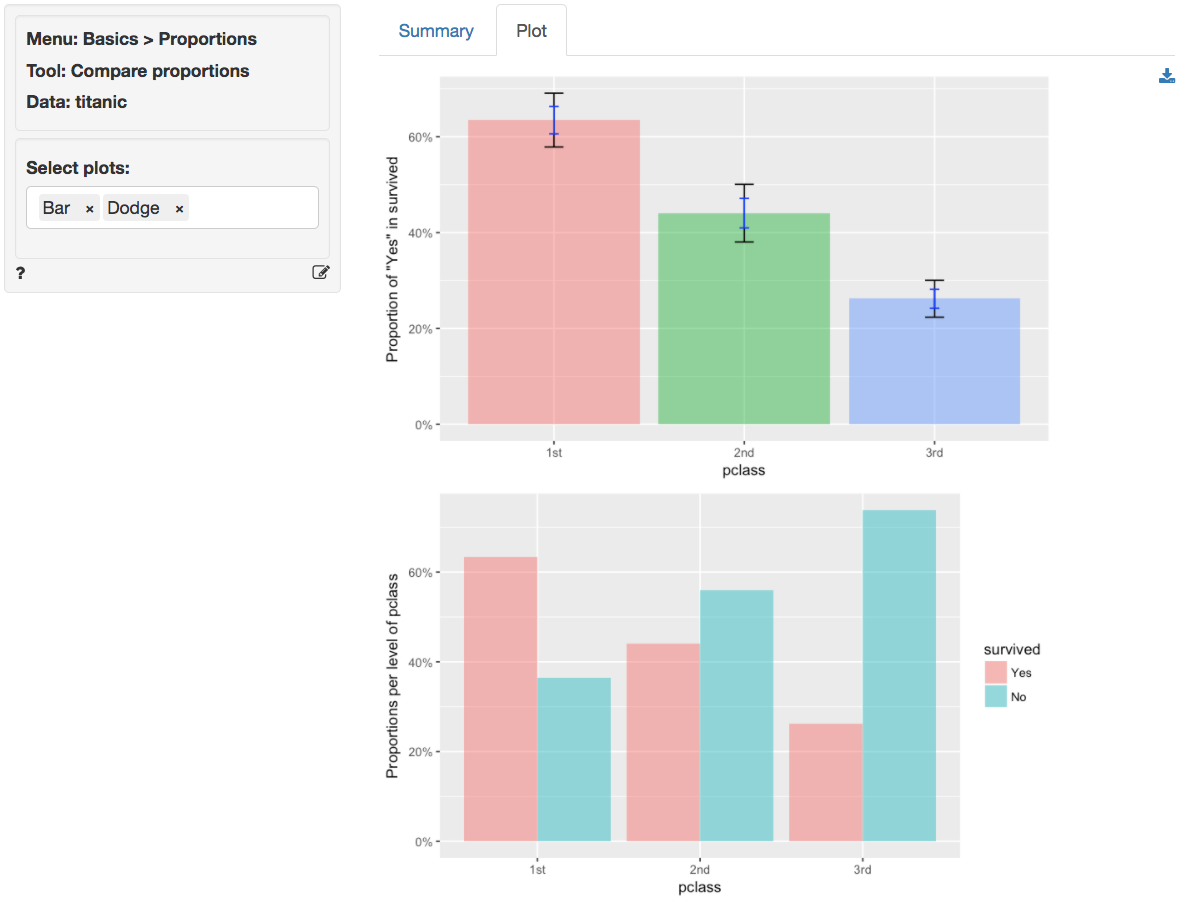 Menu: Basics > Proportions
Tool: Compare proportions
Data: titanic
Select plots:
Bar × Dodge ×
?
Summary Plot
Proportion of "Yes" in survived
60%
40%
20%
0%
1st 2nd 3rd
pclass
Proportions per level of pclass
60%
40%
20%
0%
1st 2nd 3rd
pclass
survived
Yes
No